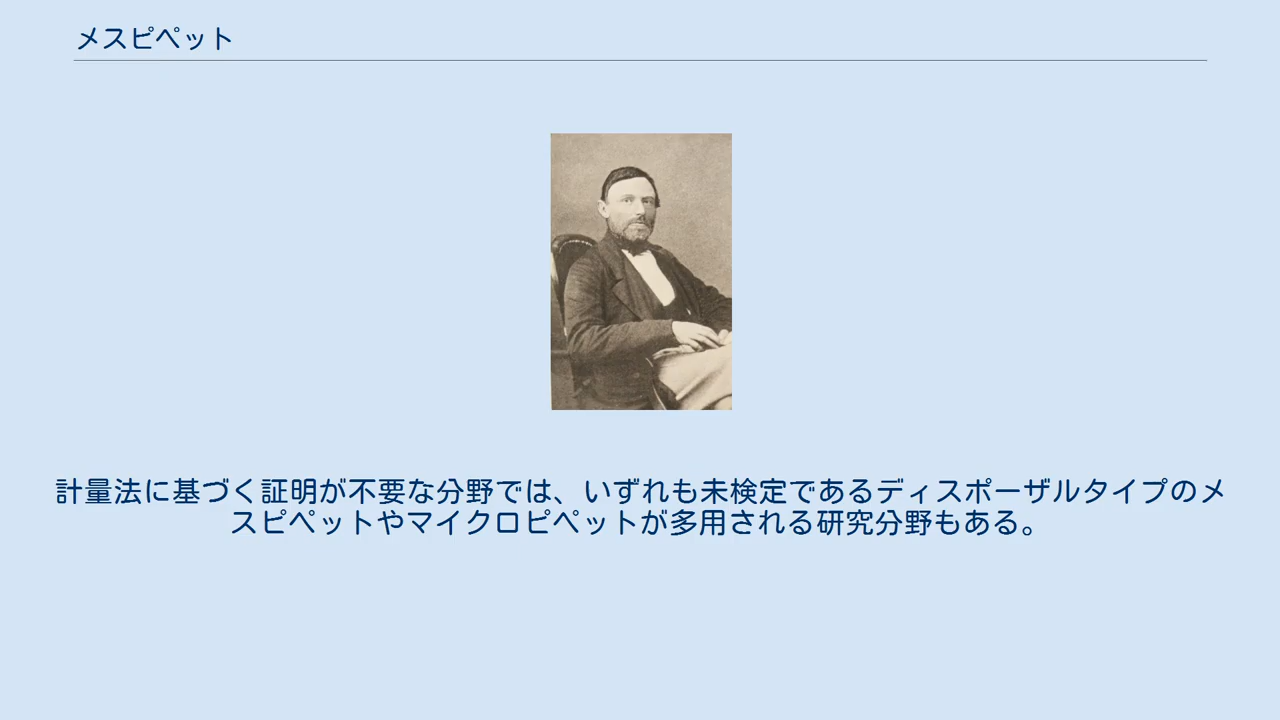 メスピペット
計量法に基づく証明が不要な分野では、いずれも未検定であるディスポーザルタイプのメ
スピペットやマイクロピペットが多用される研究分野もある。